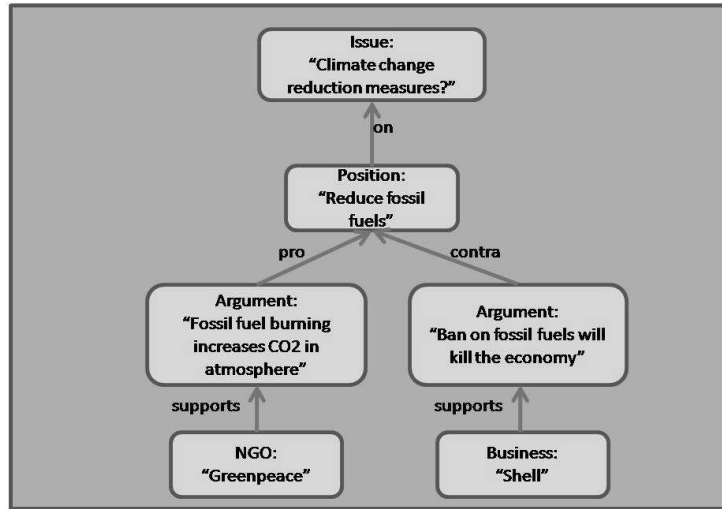 Issue:
“Climate change
reduction measures?”
on
Position:
“Reduce fossil
fuels”
pro
contra
Argument:
“Fossil fuel burning
increases CO2 in
atmosphere”
Argument:
“Ban on fossil fuels will
kill the economy”
supports
supports
NGO:
“Greenpeace”
Business:
“Shell”